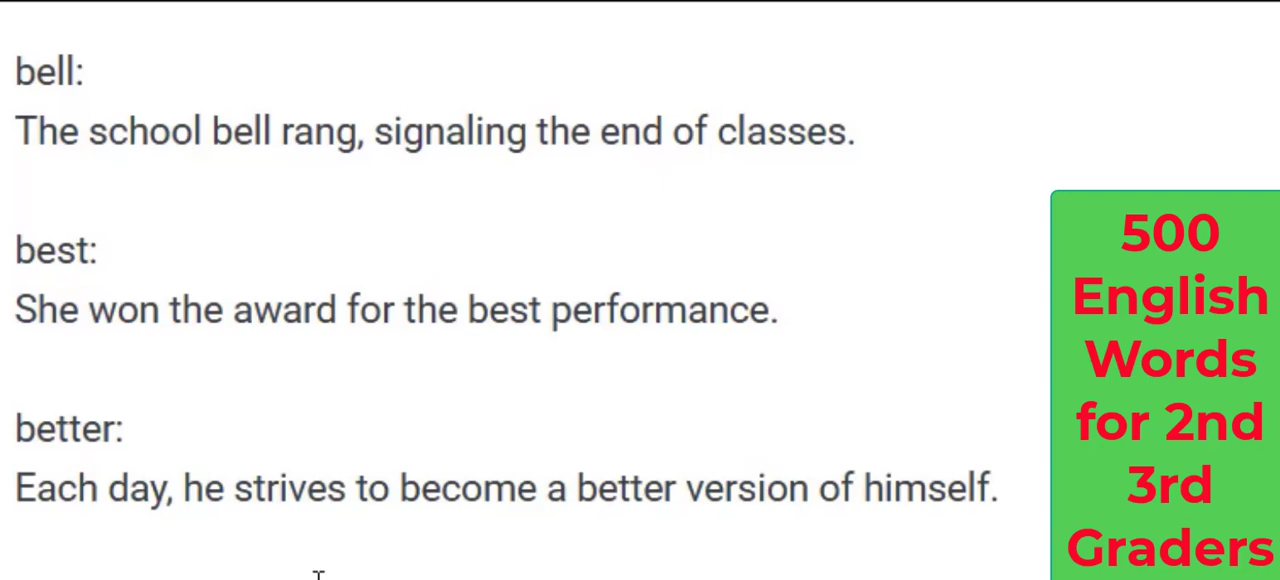 bell:
The school bell rang, signaling the end of classes.
best:
She won the award for the best performance.
better:
Each day, he strives to become a better version of himself.
500
English
Words
for 2nd
3rd
Graders